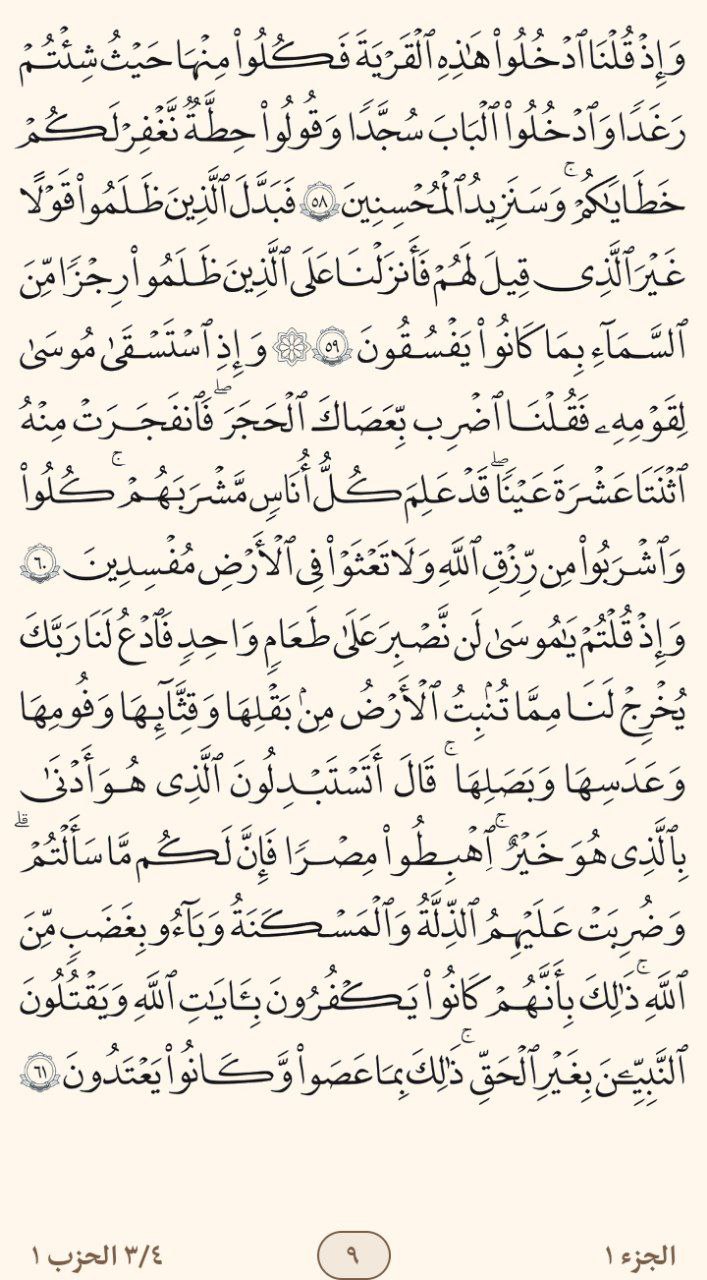 وَإِذْ قُلْنَا ٱدْخُلُوا۟ هَـٰذِهِ ٱلْقَرْيَةَ فَكُلُوا۟ مِنْهَا حَيْثُ شِئْتُمْ
رَغَدًا وَٱدْخُلُوا۟ ٱلْبَابَ سُجَّدًا وَقُولُوا۟ حِطَّةٌ نَّغْفِرْ لَكُمْ
خَطَـٰيَـٰكُمْ ۚ وَسَنَزِيدُ ٱلْمُحْسِنِينَ ٥٨ فَبَدَّلَ ٱلَّذِينَ ظَلَمُوا۟ قَوْلًا
غَيْرَ ٱلَّذِى قِيلَ لَهُمْ فَأَنزَلْنَا عَلَى ٱلَّذِينَ ظَلَمُوا۟ رِجْزًا مِّنَ
ٱلسَّمَآءِ بِمَا كَانُوا۟ يَفْسُقُونَ ٥٩ ۞ وَإِذِ ٱسْتَسْقَىٰ مُوسَىٰ
لِقَوْمِهِۦ فَقُلْنَا ٱضْرِب بِّعَصَاكَ ٱلْحَجَرَ ۖ فَٱنفَجَرَتْ مِنْهُ
ٱثْنَتَا عَشْرَةَ عَيْنًا ۖ قَدْ عَلِمَ كُلُّ أُنَاسٍ مَّشْرَبَهُمْ ۖ كُلُوا۟
وَٱشْرَبُوا۟ مِن رِّزْقِ ٱللَّهِ وَلَا تَعْثَوْا۟ فِى ٱلْأَرْضِ مُفْسِدِينَ ٦٠
وَإِذْ قُلْتُمْ يَـٰمُوسَىٰ لَن نَّصْبِرَ عَلَىٰ طَعَامٍ وَٰحِدٍ فَٱدْعُ لَنَا رَبَّكَ
يُخْرِجْ لَنَا مِمَّا تُنۢبِتُ ٱلْأَرْضُ مِنۢ بَقْلِهَا وَقِثَّآئِهَا وَفُومِهَا
وَعَدَسِهَا وَبَصَلِهَا ۖ قَالَ أَتَسْتَبْدِلُونَ ٱلَّذِى هُوَ أَدْنَىٰ
بِٱلَّذِى هُوَ خَيْرٌ ۚ ٱهْبِطُوا۟ مِصْرًا فَإِنَّ لَكُم مَّا سَأَلْتُمْ ۗ
وَضُرِبَتْ عَلَيْهِمُ ٱلذِّلَّةُ وَٱلْمَسْكَنَةُ وَبَآءُو بِغَضَبٍ مِّنَ
ٱللَّهِ ۚ ذَٰلِكَ بِأَنَّهُمْ كَانُوا۟ يَكْفُرُونَ بِـَٔايَـٰتِ ٱللَّهِ وَيَقْتُلُونَ
ٱلنَّبِيِّـۧنَ بِغَيْرِ ٱلْحَقِّ ۚ ذَٰلِكَ بِمَا عَصَوا۟ وَّكَانُوا۟ يَعْتَدُونَ ٦١
الجزء ١ ٩ ٣/٤ الحزب ١